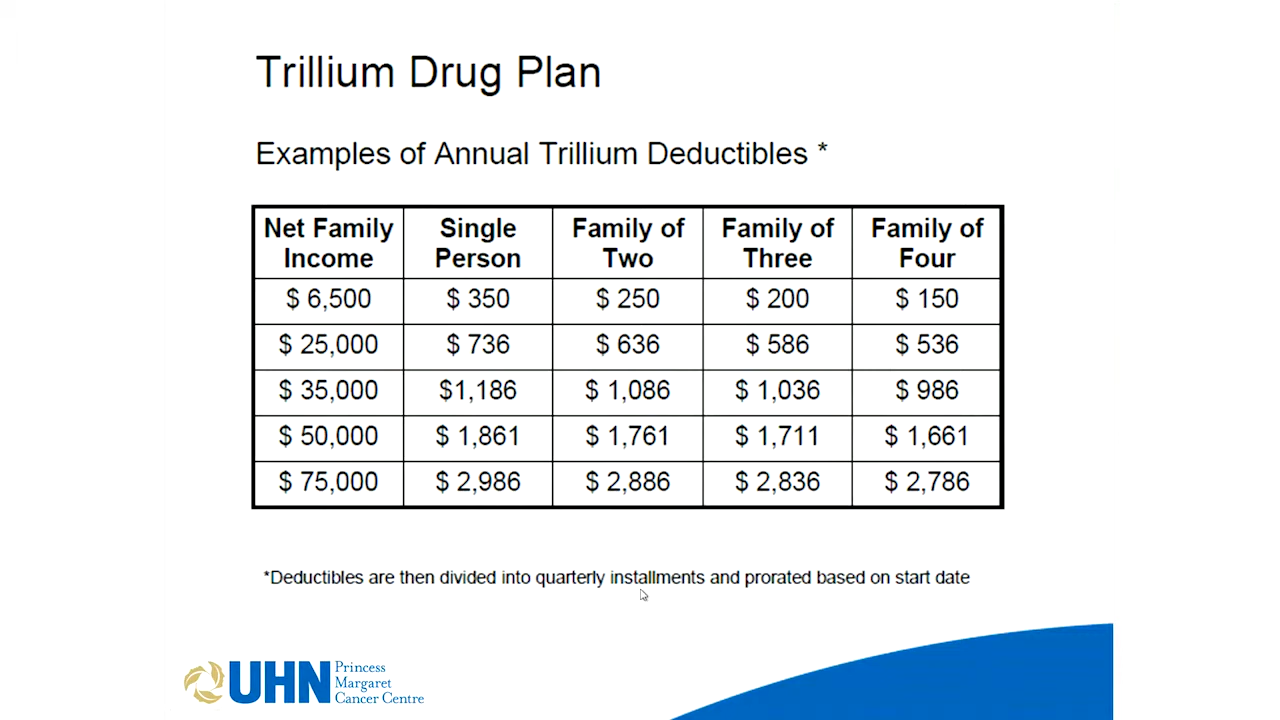 Trillium Drug Plan
Examples of Annual Trillium Deductibles *
Net Family Income | Single Person | Family of Two | Family of Three | Family of Four
$ 6,500 | $ 350 | $ 250 | $ 200 | $ 150
$ 25,000 | $ 736 | $ 636 | $ 586 | $ 536
$ 35,000 | $1,186 | $ 1,086 | $ 1,036 | $ 986
$ 50,000 | $ 1,861 | $ 1,761 | $ 1,711 | $ 1,661
$ 75,000 | $ 2,986 | $ 2,886 | $ 2,836 | $ 2,786
*Deductibles are then divided into quarterly installments and prorated based on start date
UHN
Princess
Margaret
Cancer Centre